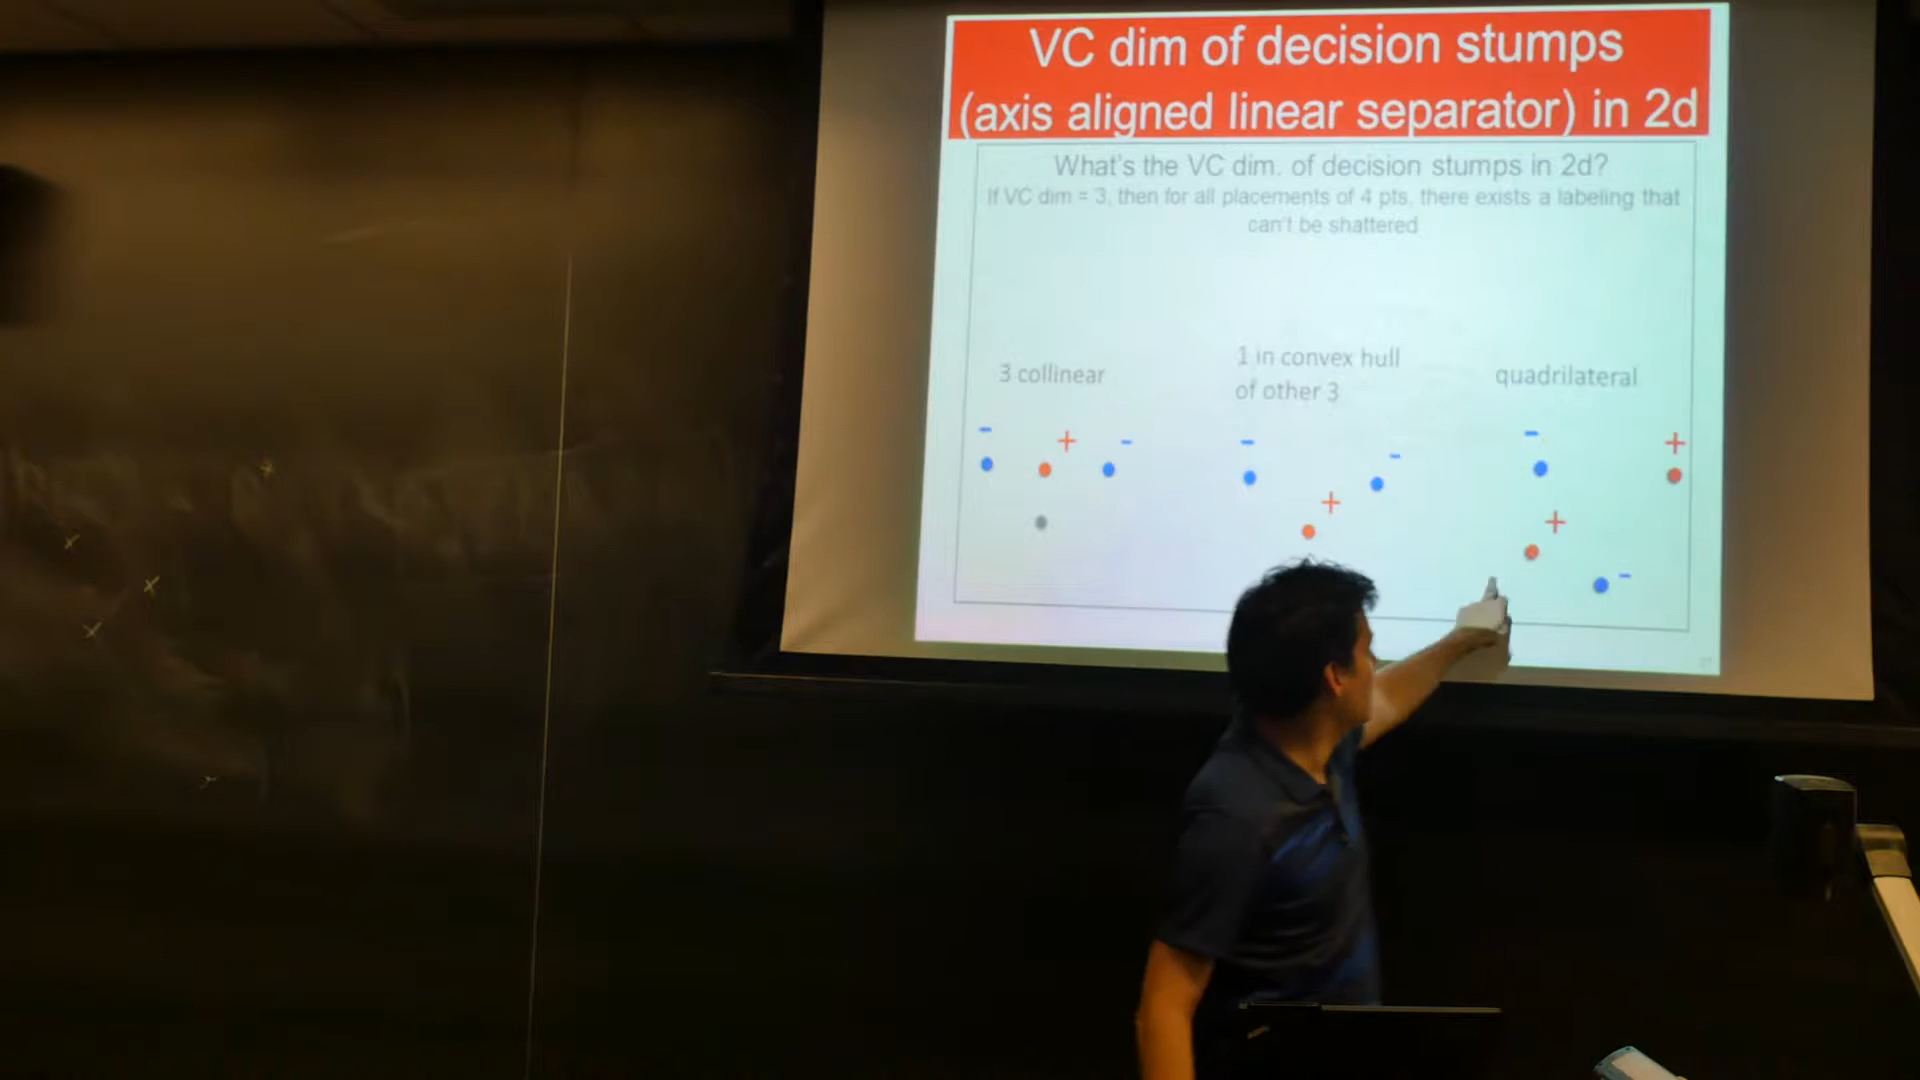 VC dim of decision stumps
(axis aligned linear separator) in 2d
What's the VC dim. of decision stumps in 2d?
If VC dim = 3, then for all placements of 4 pts, there exists a labeling that
can't be shattered
3 collinear
1 in convex hull
of other 3
quadrilateral
- + -
- - +
- + + -